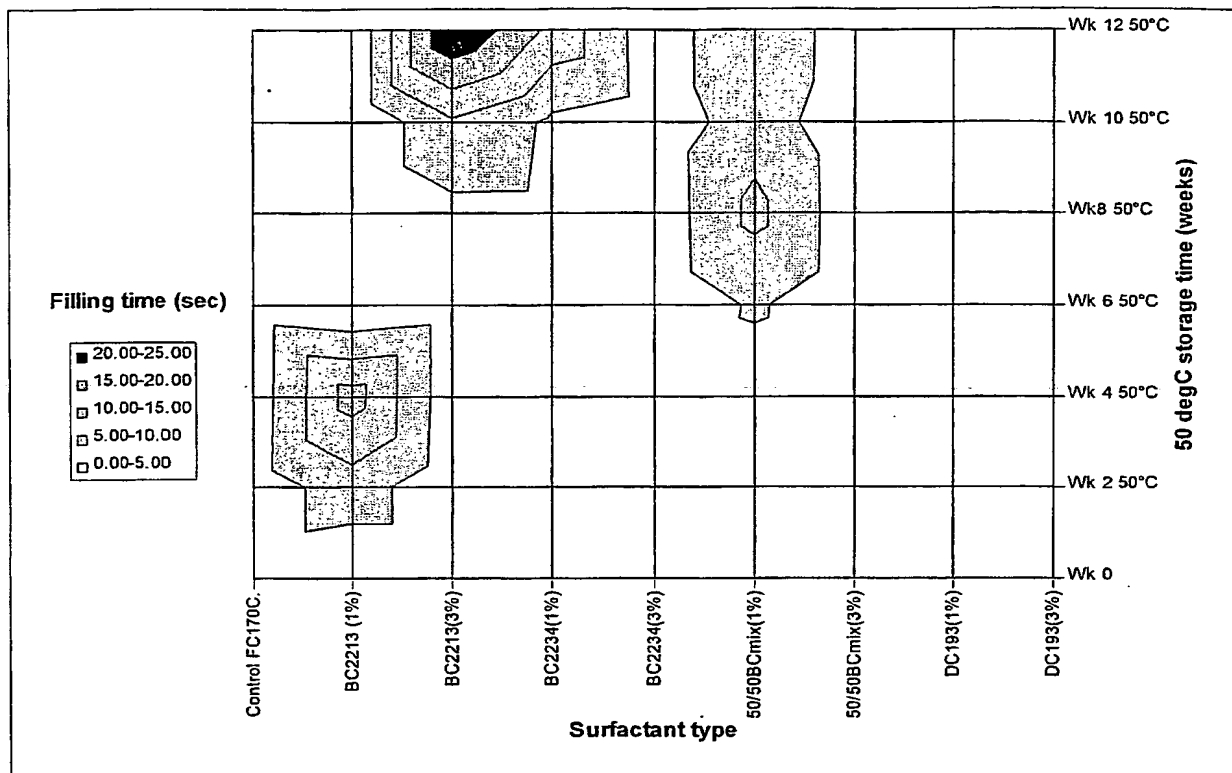 Wk 12 50°C
Wk 10 50°C
Wk8 50°C
Wk 6 50°C
Wk 4 50°C
Wk 2 50°C
Wk 0
50 degC storage time (weeks)
Filling time (sec)
20.00-25.00
15.00-20.00
10.00-15.00
5.00-10.00
0.00-5.00
Control FC170C.
BC2213 (1%)
BC2213(3%)
BC2234(1%)
BC2234(3%)
50/50BCmix(1%)
50/50BCmix(3%)
DC193(1%)
DC193(3%)
Surfactant type